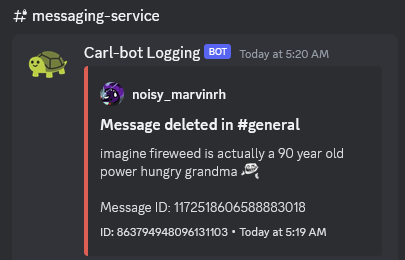 # messaging-service
Carl-bot Logging BOT Today at 5:20 AM
noisy_marvinrh
Message deleted in #general
imagine fireweed is actually a 90 year old
power hungry grandma
Message ID: 1172518606588883018
ID: 863794948096131103 • Today at 5:19 AM